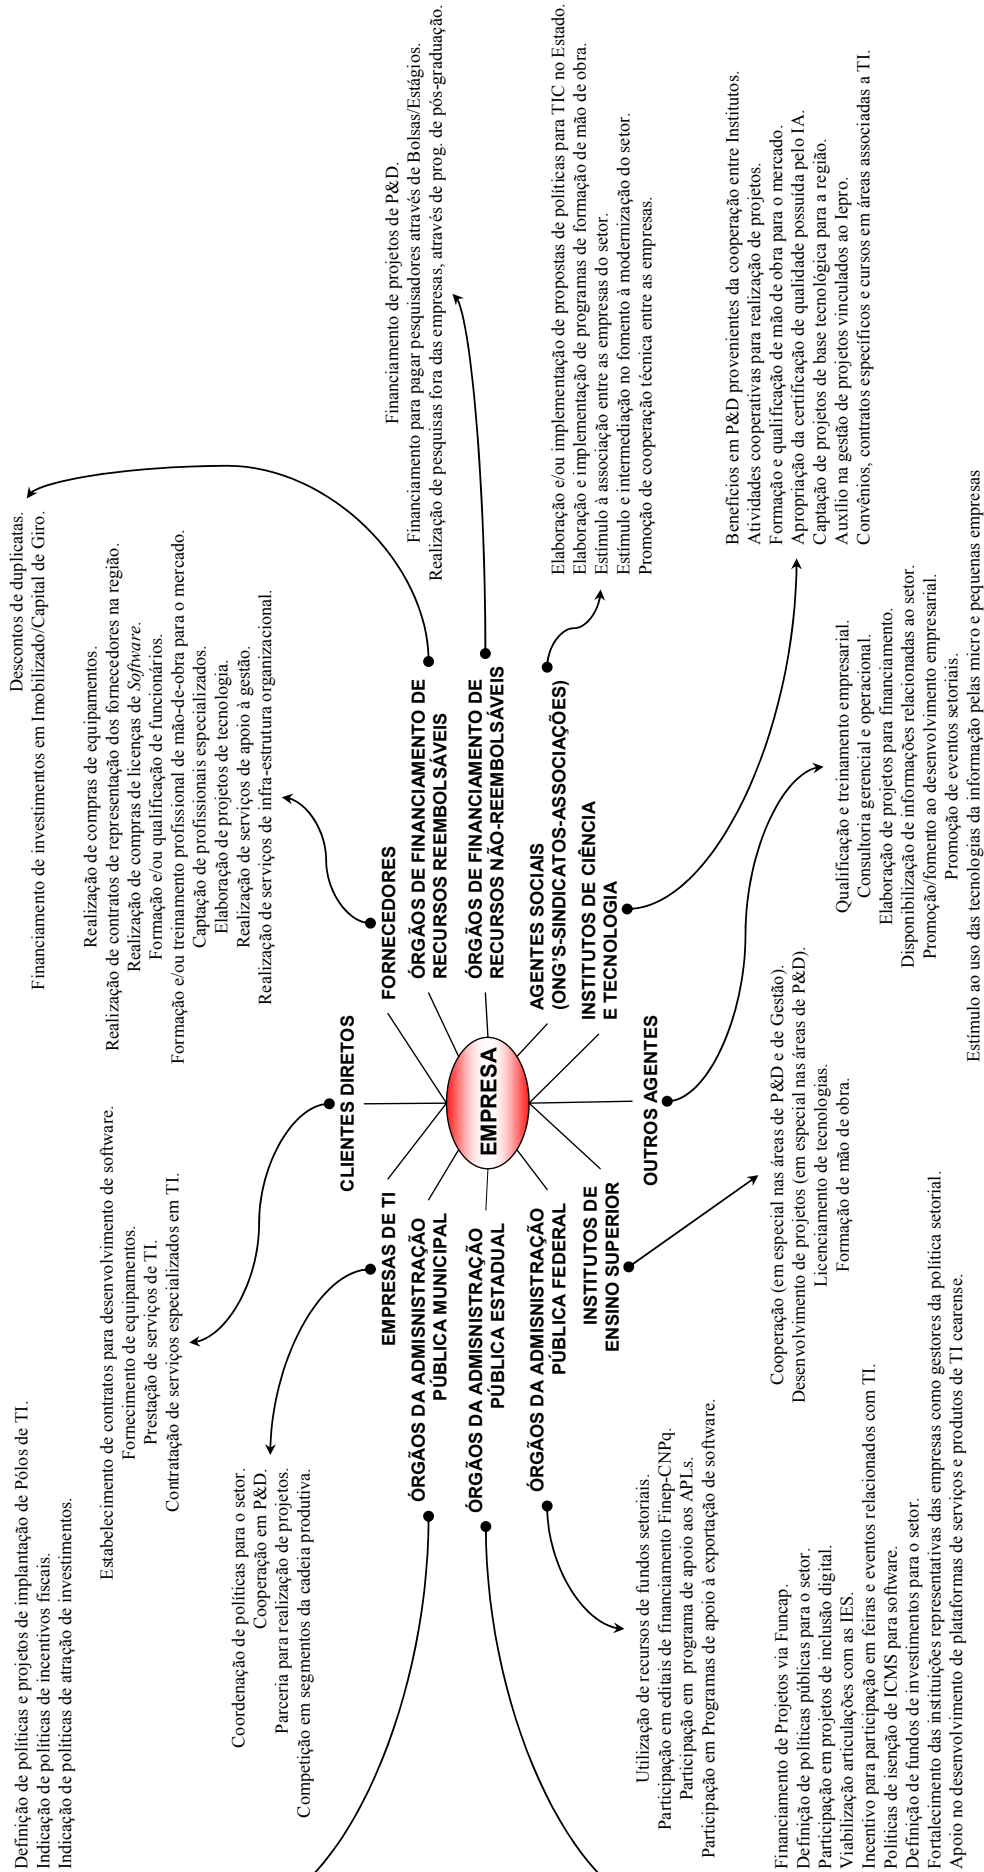 Definição de políticas e projetos de implantação de Pólos de TI.
Indicação de políticas de incentivos fiscais.
Indicação de políticas de atração de investimentos.
Estabelecimento de contratos para desenvolvimento de software.
Fornecimento de equipamentos.
Prestação de serviços de TI.
Contratação de serviços especializados em TI.
Descontos de duplicatas.
Financiamento de investimentos em Imobilizado/Capital de Giro.
Realização de compras de equipamentos.
Realização de contratos de representação dos fornecedores na região.
Realização de compras de licenças de Software.
Formação e/ou qualificação de funcionários.
Formação e/ou treinamento profissional de mão-de-obra para o mercado.
Captação de profissionais especializados.
Elaboração de projetos de tecnologia.
Realização de serviços de apoio à gestão.
Realização de serviços de infra-estrutura organizacional.
Coordenação de políticas para o setor.
Cooperação em P&D.
Parceria para realização de projetos.
Competição em segmentos da cadeia produtiva.
CLIENTES DIRETOS
EMPRESAS DE TI
FORNECEDORES
ÓRGÃOS DA ADMISNISTRAÇÃO
PÚBLICA MUNICIPAL
ÓRGÃOS DE FINANCIAMENTO DE
RECURSOS REEMBOLSÁVEIS
ÓRGÃOS DA ADMISNISTRAÇÃO
PÚBLICA ESTADUAL
EMPRESA
ÓRGÃOS DE FINANCIAMENTO DE
RECURSOS NÃO-REEMBOLSÁVEIS
ÓRGÃOS DA ADMISNISTRAÇÃO
PÚBLICA FEDERAL
AGENTES SOCIAIS
(ONG'S-SINDICATOS-ASSOCIAÇÕES)
INSTITUTOS DE
ENSINO SUPERIOR
INSTITUTOS DE CIÊNCIA
E TECNOLOGIA
OUTROS AGENTES
Financiamento de projetos de P&D.
Financiamento para pagar pesquisadores através de Bolsas/Estágios.
Realização de pesquisas fora das empresas, através de prog. de pós-graduação.
Elaboração e/ou implementação de propostas de políticas para TIC no Estado.
Elaboração e implementação de programas de formação de mão de obra.
Estímulo à associação entre as empresas do setor.
Estímulo e intermediação no fomento à modernização do setor.
Promoção de cooperação técnica entre as empresas.
Utilização de recursos de fundos setoriais.
Participação em editais de financiamento Finep-CNPq.
Participação em programa de apoio aos APLs.
Participação em Programas de apoio à exportação de software.
Benefícios em P&D provenientes da cooperação entre Institutos.
Atividades cooperativas para realização de projetos.
Formação e qualificação de mão de obra para o mercado.
Apropriação da certificação de qualidade possuída pelo IA.
Captação de projetos de base tecnológica para a região.
Auxílio na gestão de projetos vinculados ao Iepro.
Convênios, contratos específicos e cursos em áreas associadas a TI.
Cooperação (em especial nas áreas de P&D e de Gestão).
Desenvolvimento de projetos (em especial nas áreas de P&D).
Licenciamento de tecnologias.
Formação de mão de obra.
Qualificação e treinamento empresarial.
Consultoria gerencial e operacional.
Elaboração de projetos para financiamento.
Disponibilização de informações relacionadas ao setor.
Promoção/fomento ao desenvolvimento empresarial.
Promoção de eventos setoriais.
Estímulo ao uso das tecnologias da informação pelas micro e pequenas empresas
Financiamento de Projetos via Funcap.
Definição de políticas públicas para o setor.
Participação em projetos de inclusão digital.
Viabilização articulações com as IES.
Incentivo para participação em feiras e eventos relacionados com TI.
Políticas de isenção de ICMS para software.
Definição de fundos de investimentos para o setor.
Fortalecimento das instituições representativas das empresas como gestores da política setorial.
Apoio no desenvolvimento de plataformas de serviços e produtos de TI cearense.